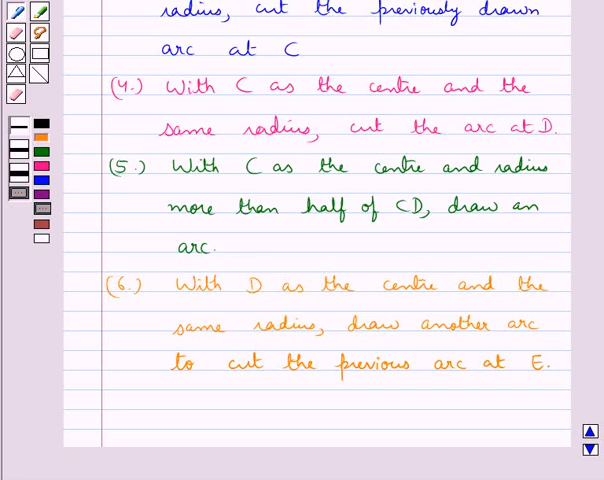 radius, cut the previously drawn
arc at C
(4.) With C as the centre and the
same radius, cut the arc at D.
(5.) With C as the centre and radius
more than half of CD, draw an
arc.
(6.) With D as the centre and the
same radius, draw another arc
to cut the previous arc at E.